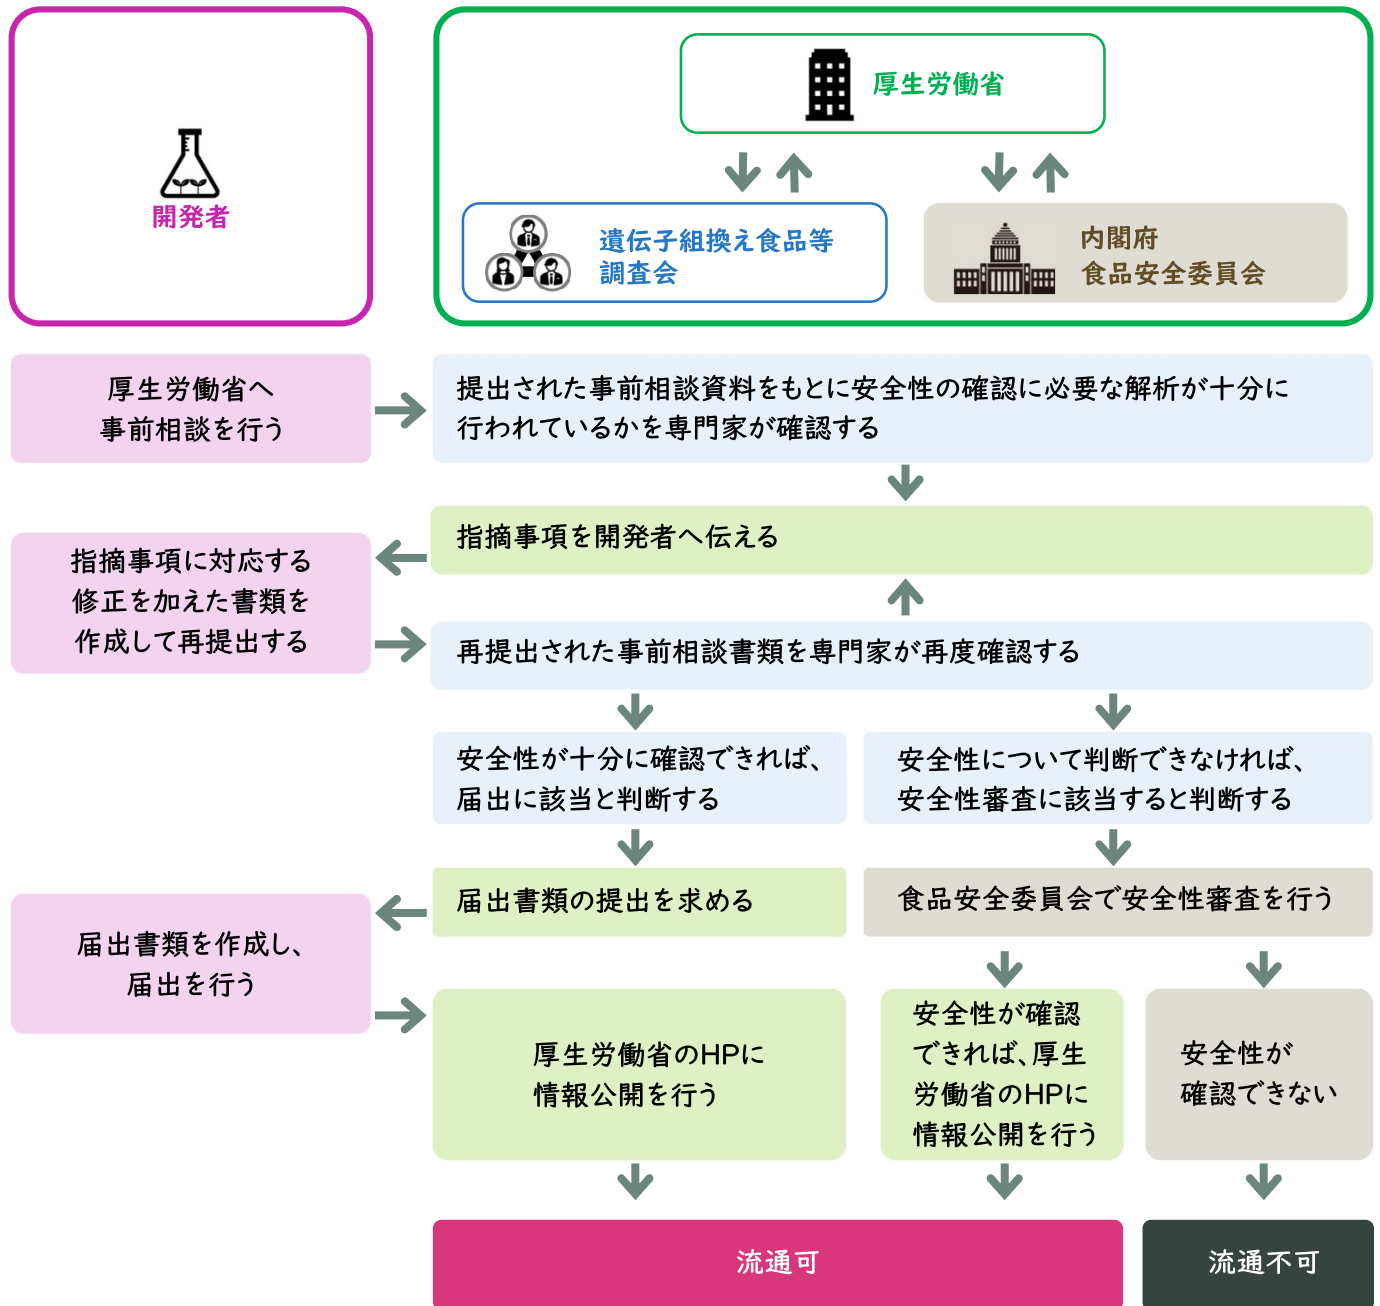 開発者
厚生労働省
遺伝子組換え食品等
調査会
内閣府
食品安全委員会
厚生労働省へ
事前相談を行う
提出された事前相談資料をもとに安全性の確認に必要な解析が十分に
行われているかを専門家が確認する
指摘事項を開発者へ伝える
指摘事項に対応する
修正を加えた書類を
作成して再提出する
再提出された事前相談書類を専門家が再度確認する
安全性が十分に確認できれば、
届出に該当と判断する
安全性について判断できなければ、
安全性審査に該当すると判断する
届出書類の提出を求める
食品安全委員会で安全性審査を行う
届出書類を作成し、
届出を行う
厚生労働省のHPに
情報公開を行う
安全性が確認
できれば、厚生
労働省のHPに
情報公開を行う
安全性が
確認できない
流通可
流通不可